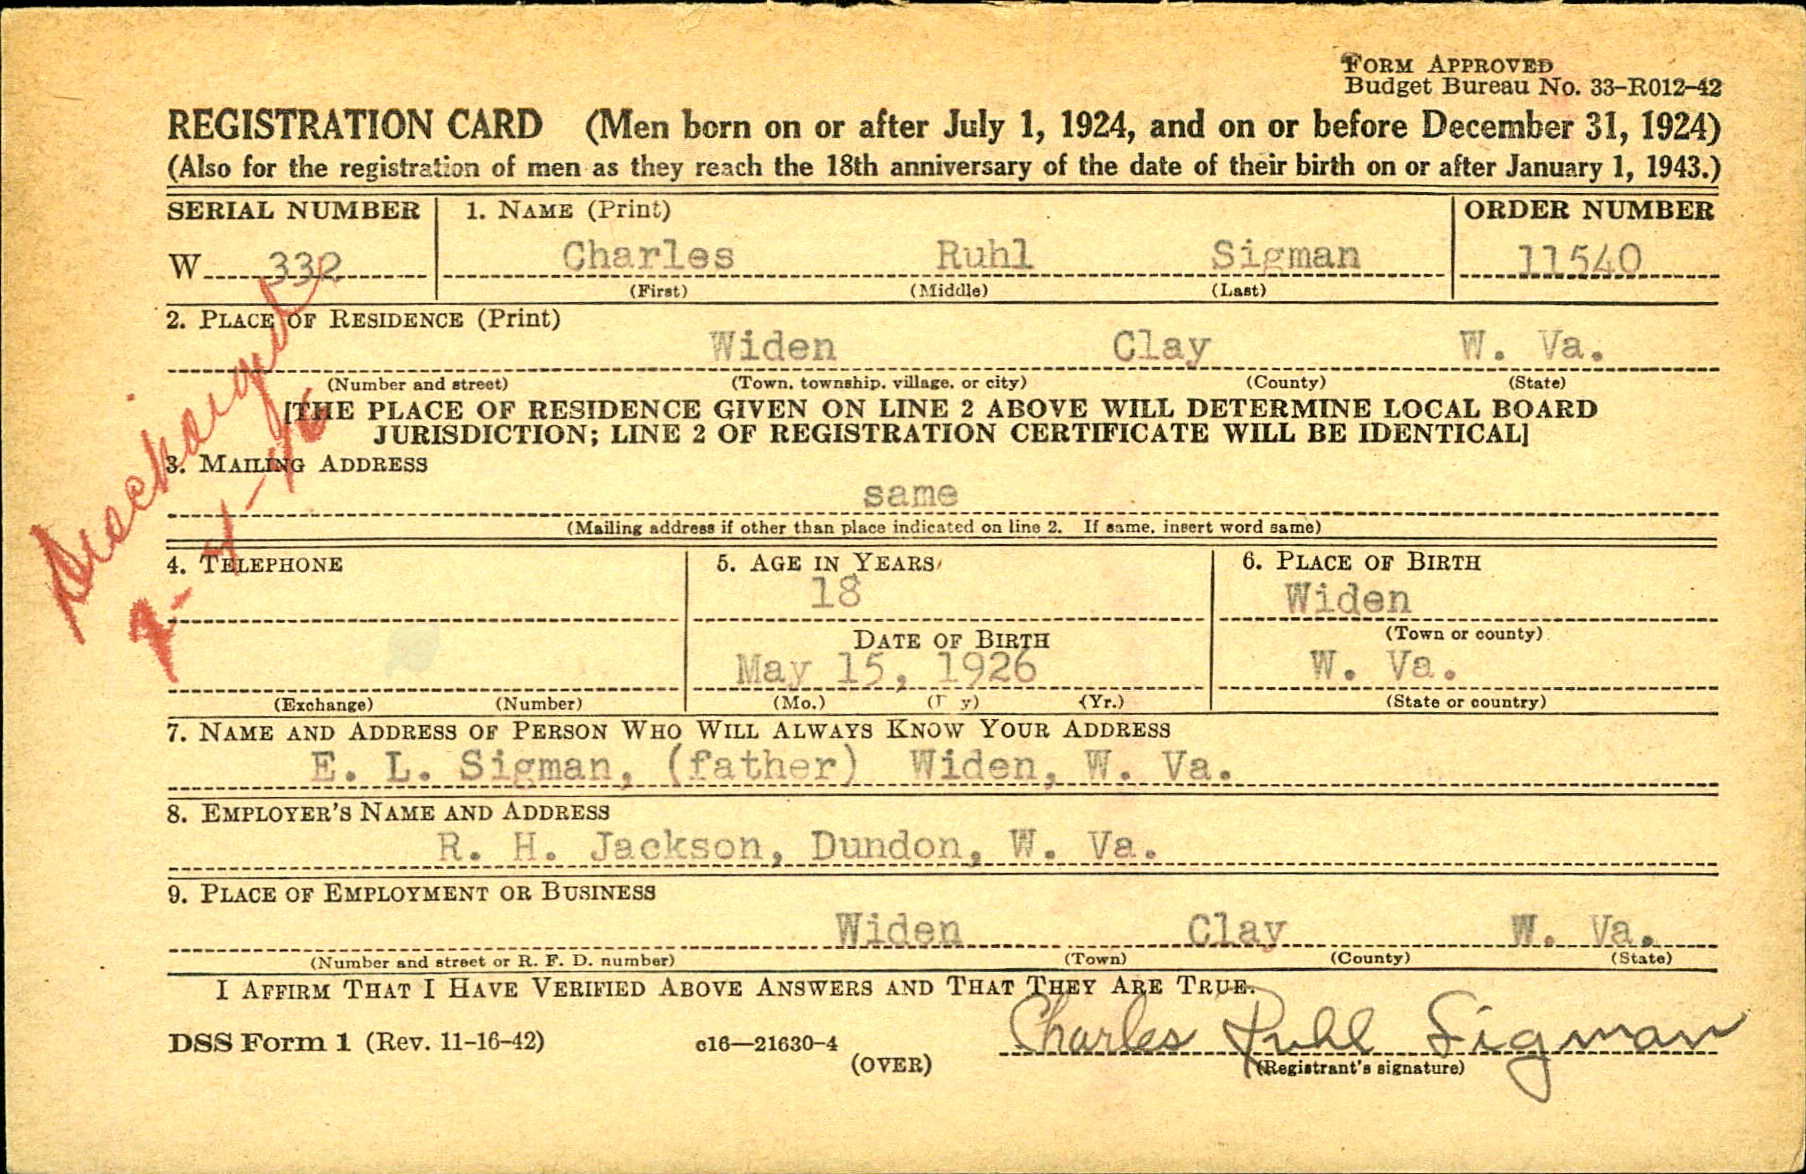 FORM APPROVED
Budget Bureau No. 33-R012-42
REGISTRATION CARD (Men born on or after July 1, 1924, and on or before December 31, 1924)
(Also for the registration of men as they reach the 18th anniversary of the date of their birth on or after January 1, 1943.)
SERIAL NUMBER 1. NAME (Print) ORDER NUMBER
W 332 Charles Ruhl Sigman 11540
(First) (Middle) (Last)
2. PLACE OF RESIDENCE (Print)
Widen Clay W. Va.
(Number and street) (Town, township, village, or city) (County) (State)
[THE PLACE OF RESIDENCE GIVEN ON LINE 2 ABOVE WILL DETERMINE LOCAL BOARD
JURISDICTION; LINE 2 OF REGISTRATION CERTIFICATE WILL BE IDENTICAL]
Discharged
3. MAILING ADDRESS
same
(Mailing address if other than place indicated on line 2. If same, insert word same)
4. TELEPHONE 5. AGE IN YEARS 6. PLACE OF BIRTH
18 Widen
DATE OF BIRTH (Town or county)
May 15, 1926 W. Va.
(Exchange) (Number) (Mo.) (D y) (Yr.) (State or country)
7. NAME AND ADDRESS OF PERSON WHO WILL ALWAYS KNOW YOUR ADDRESS
E. L. Sigman, (father) Widen, W. Va.
8. EMPLOYER'S NAME AND ADDRESS
R. H. Jackson, Dundon, W. Va.
9. PLACE OF EMPLOYMENT OR BUSINESS
Widen Clay W. Va.
(Number and street or R. F. D. number) (Town) (County) (State)
I AFFIRM THAT I HAVE VERIFIED ABOVE ANSWERS AND THAT THEY ARE TRUE.
DSS Form 1 (Rev. 11-16-42) c16—21630-4 Charles Ruhl Sigman
(OVER) (Registrant's signature)